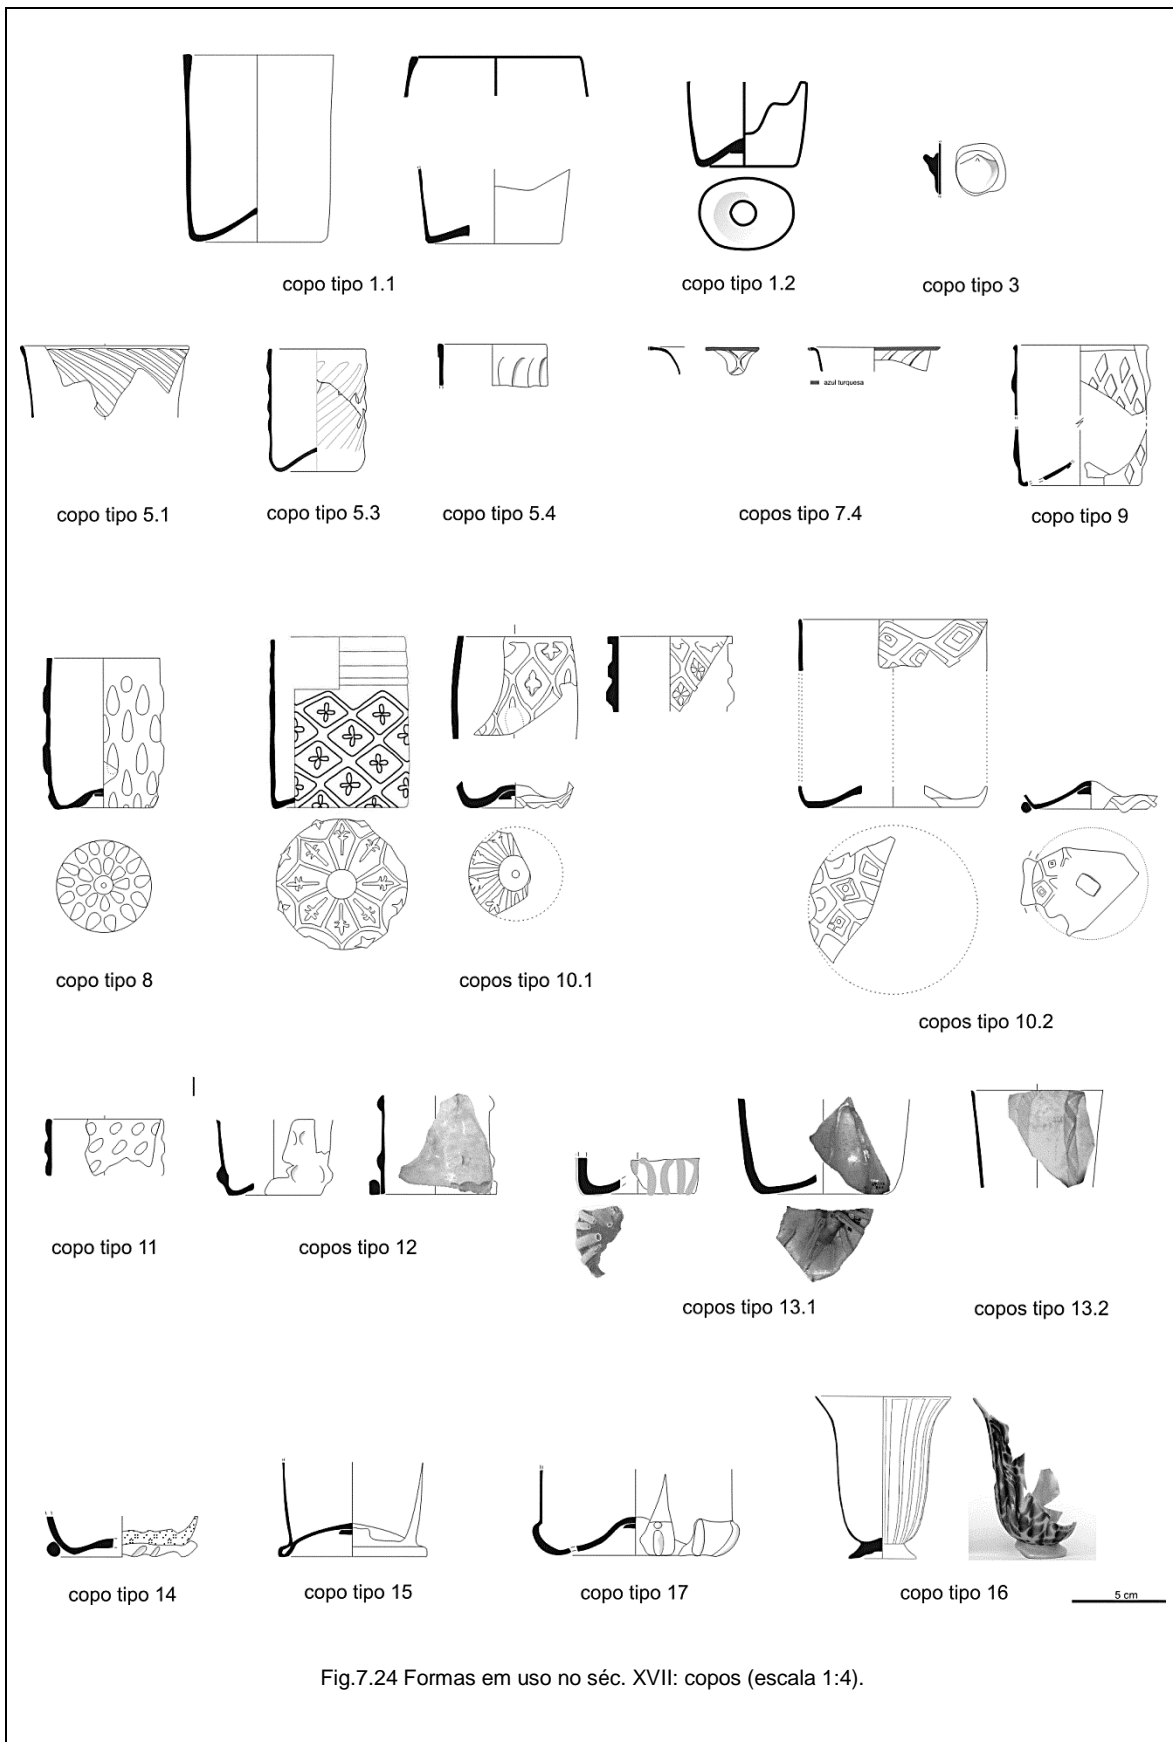 copo tipo 1.1
copo tipo 1.2
copo tipo 3
azul turquesa
copo tipo 5.1
copo tipo 5.3
copo tipo 5.4
copos tipo 7.4
copo tipo 9
copo tipo 8
copos tipo 10.1
copos tipo 10.2
copo tipo 11
copos tipo 12
copos tipo 13.1
copos tipo 13.2
copo tipo 14
copo tipo 15
copo tipo 17
copo tipo 16
5 cm
Fig.7.24 Formas em uso no séc. XVII: copos (escala 1:4).